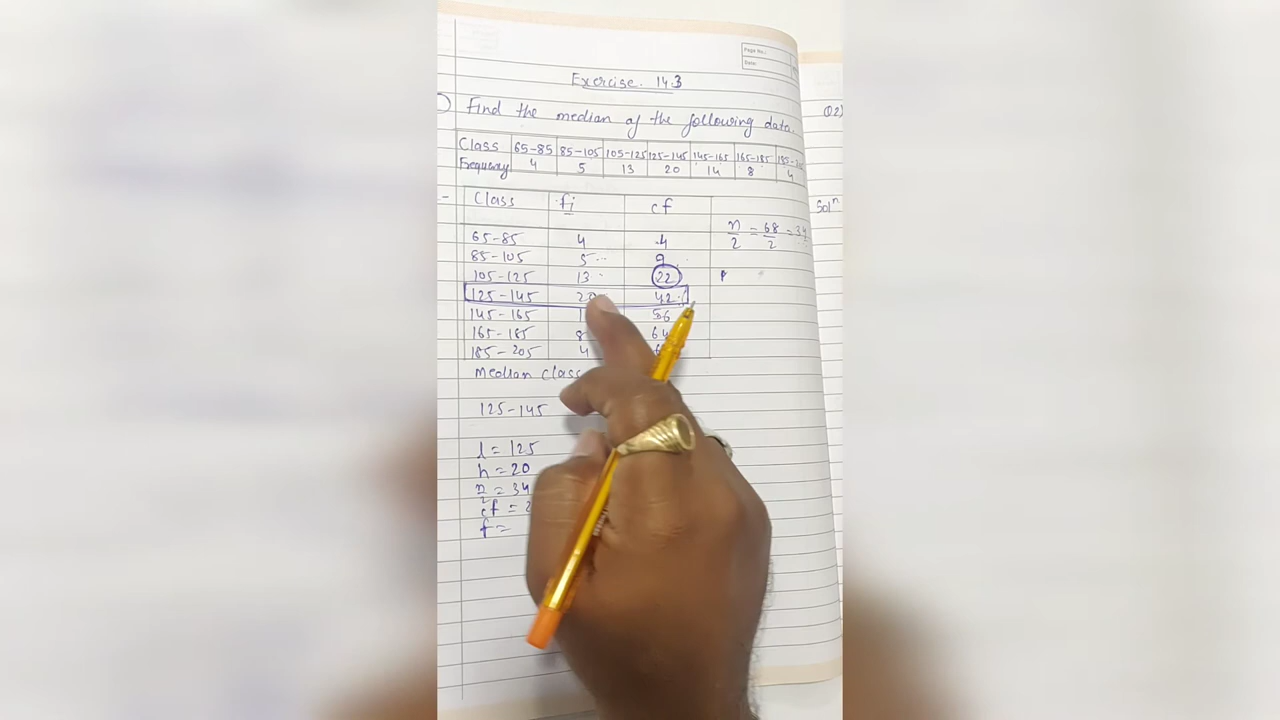 Page No.:
Date:
Exercise. 14.3
Find the median of the following data.
Class 65-85 85-105 105-125 125-145 145-165 165-185
Frequency 4 5 13 20 14 8 4
Q2)
Class fi cf
Solⁿ
n/2 = 68/2 = 34
65-85 4 4
85-105 5 9
105-125 13 22
125-145 20 42
145-165 56
165-185 8 64
185-205 4
Median class
125-145
l = 125
h = 20
n/2 = 34
cf =
f =